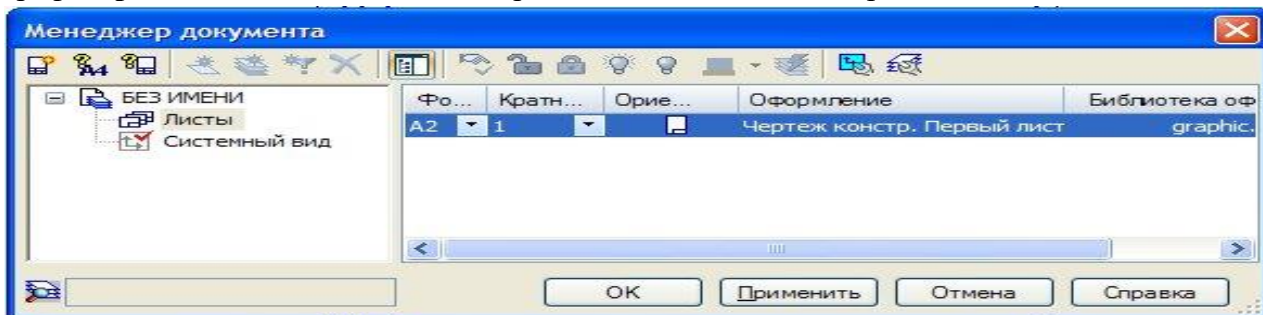 Менеджер документа
БЕЗ ИМЕНИ
Листы
Системный вид
Фо... Кратн... Орие... Оформление Библиотека оф
А2 1 Чертеж констр. Первый лист graphic.
OK Применить Отмена Справка